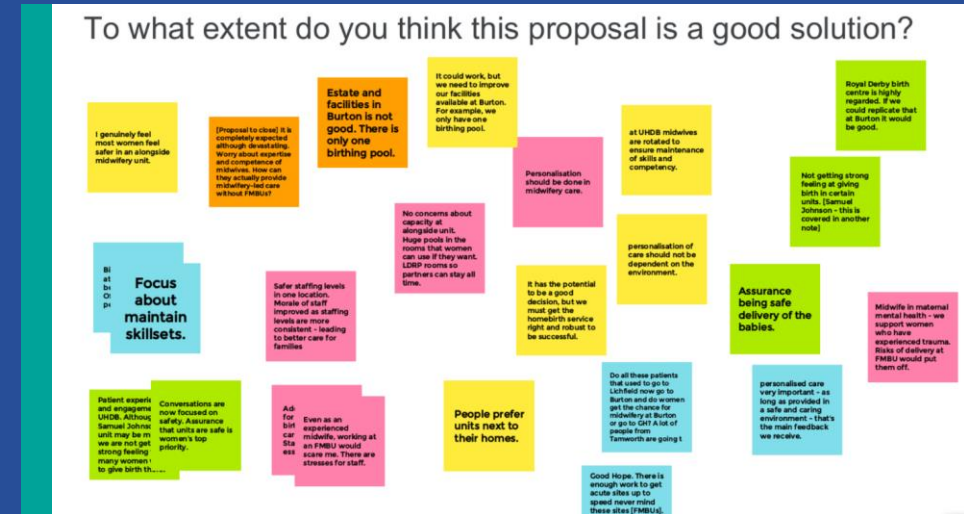 To what extent do you think this proposal is a good solution?
I genuinely feel
most women feel
safer in an alongside
midwifery unit.
[Proposal to close] It is
completely expected
although devastating.
Worry about expertise
and competence of
midwives. How can
they actually provide
midwifery-led care
without FMBUs?
Estate and
facilities in
Burton is not
good. There is
only one
birthing pool.
It could work, but
we need to improve
our facilities
available at Burton.
For example, we
only have one
birthing pool.
Personalisation
should be done in
midwifery care.
at UHDB midwives
are rotated to
ensure maintenance
of skills and
competency.
Royal Derby birth
centre is highly
regarded. If we
could replicate that
at Burton it would
be good.
Not getting strong
feeling at giving
birth in certain
units. [Samuel
Johnson - this is
covered in another
note]
No concerns about
capacity at
alongside unit.
Huge pools in the
rooms that women
can use if they want.
LDRP rooms so
partners can stay all
time.
personalisation of
care should not be
dependent on the
environment.
Focus
about
maintain
skillsets.
Safer staffing levels
in one location.
Morale of staff
improved as staffing
levels are more
consistent - leading
to better care for
families
It has the potential
to be a good
decision, but we
must get the
homebirth service
right and robust to
be successful.
Assurance
being safe
delivery of the
babies.
Midwife in maternal
mental health - we
support women
who have
experienced trauma.
Risks of delivery at
FMBU would put
them off.
Patient
and
UHDB.
Samuel
unit may be
we are not
strong feeling
many women
to give birth
Conversations are
now focused on
safety. Assurance
that units are safe is
women's top
priority.
Even as an
experienced
midwife, working at
an FMBU would
scare me. There are
stresses for staff.
People prefer
units next to
their homes.
Do all these patients
that used to go to
Lichfield now go to
Burton and do women
get the chance for
midwifery at Burton
or go to GH? A lot of
people from
Tamworth are going t
personalised care
very important - as
long as provided in
a safe and caring
environment - that's
the main feedback
we receive.
Good Hope. There is
enough work to get
acute sites up to
speed never mind
these sites [FMBUs].